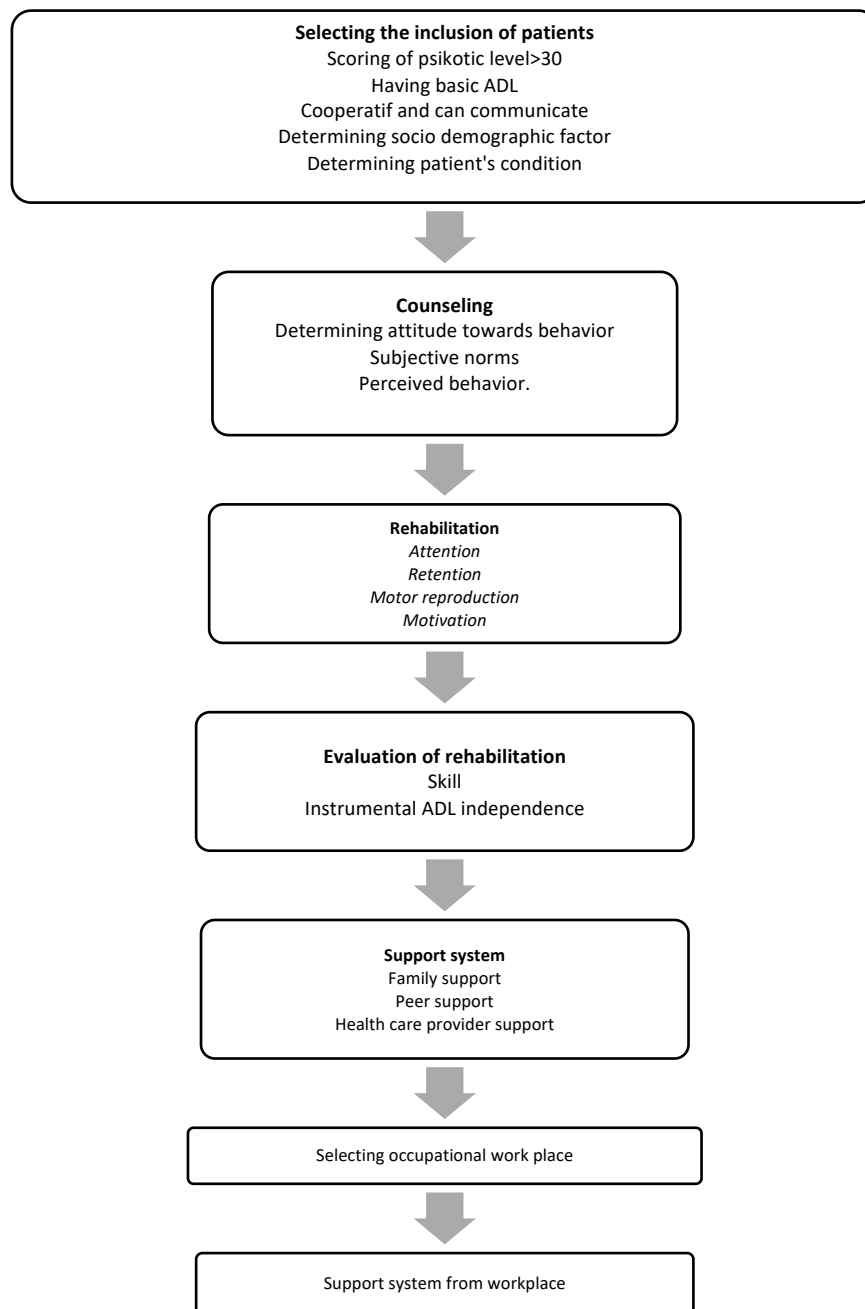 Selecting the inclusion of patients
Scoring of psikotic level>30
Having basic ADL
Cooperatif and can communicate
Determining socio demographic factor
Determining patient's condition
Counseling
Determining attitude towards behavior
Subjective norms
Perceived behavior.
Rehabilitation
Attention
Retention
Motor reproduction
Motivation
Evaluation of rehabilitation
Skill
Instrumental ADL independence
Support system
Family support
Peer support
Health care provider support
Selecting occupational work place
Support system from workplace